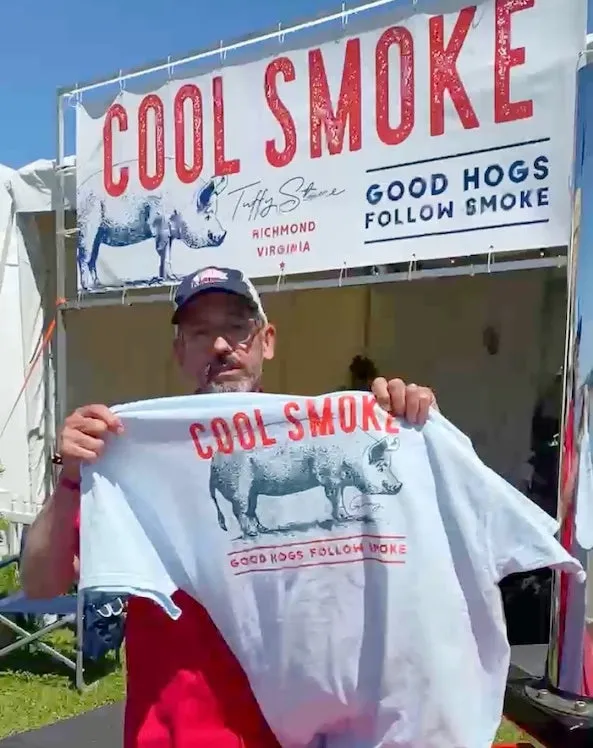 COOL SMOKE
Tuffy Stone
RICHMOND
VIRGINIA
GOOD HOGS
FOLLOW SMOKE
COOL SMOKE
GOOD HOGS FOLLOW SMOKE